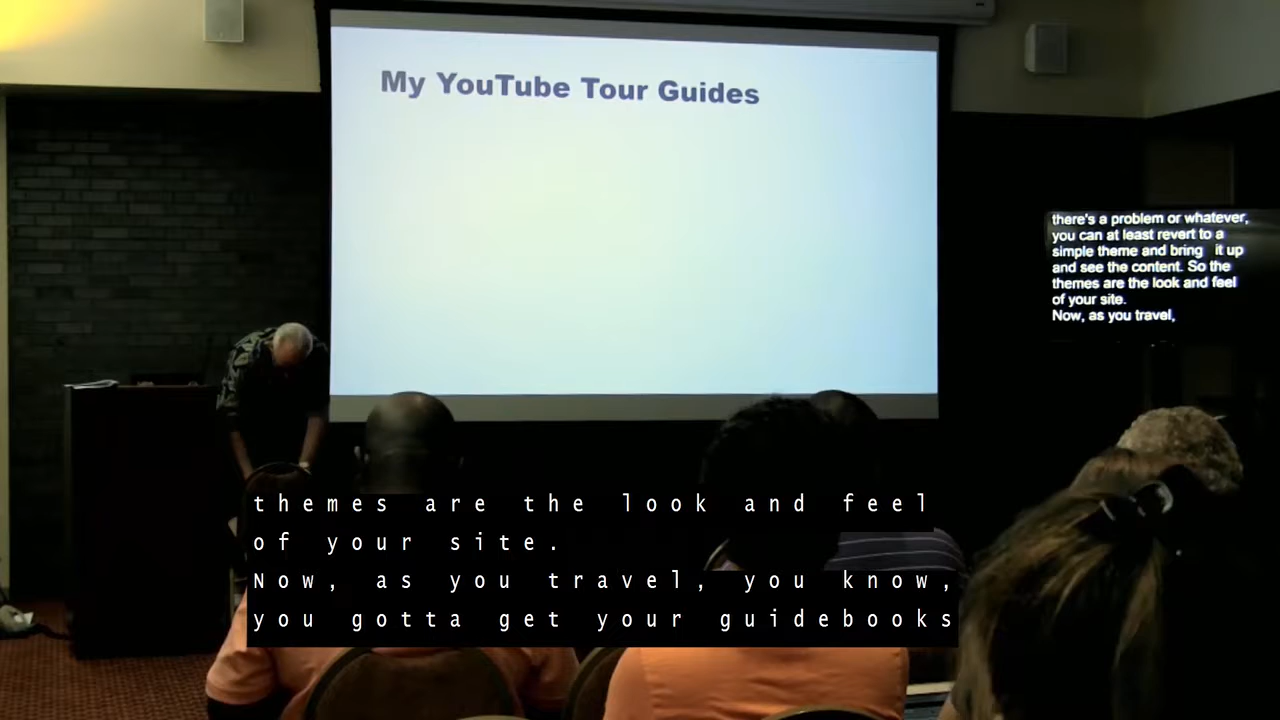 My YouTube Tour Guides
there's a problem or whatever,
you can at least revert to a
simple theme and bring it up
and see the content. So the
themes are the look and feel
of your site.
Now, as you travel,
themes are the look and feel
of your site.
Now, as you travel, you know,
you gotta get your guidebooks